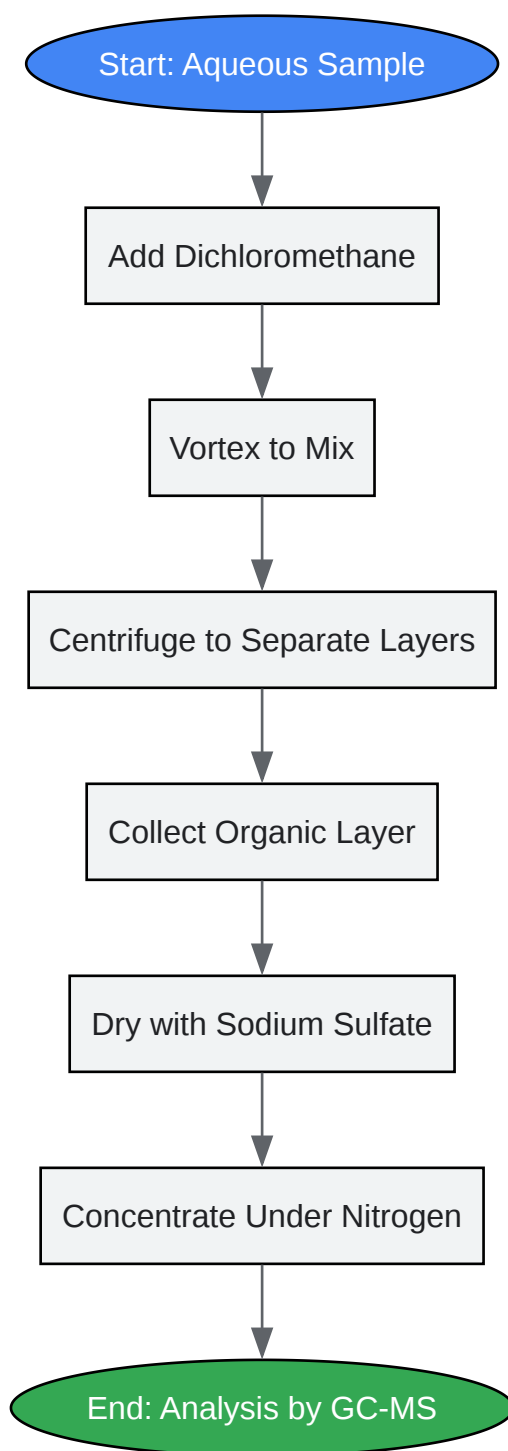 Start: Aqueous Sample
Add Dichloromethane
Vortex to Mix
Centrifuge to Separate Layers
Collect Organic Layer
Dry with Sodium Sulfate
Concentrate Under Nitrogen
End: Analysis by GC-MS